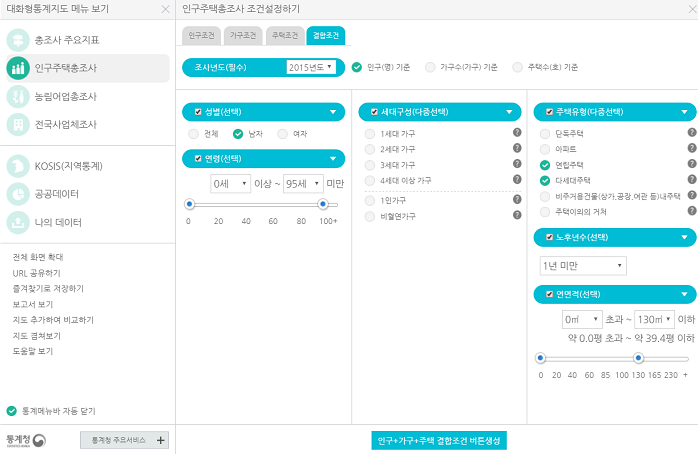 대화형통계지도 메뉴 보기
총조사 주요지표
인구주택총조사
농림어업총조사
전국사업체조사
KOSIS(지역통계)
공공데이터
나의 데이터
전체 화면 확대
URL 공유하기
즐겨찾기로 저장하기
보고서 보기
지도 추가하여 비교하기
지도 겹쳐보기
도움말 보기
통계메뉴바 자동 닫기
통계청
통계청 주요서비스 +
인구주택총조사 조건설정하기
인구조건 가구조건 주택조건 결합조건
조사년도(필수) 2015년도 인구(명) 기준 가구수(가구) 기준 주택수(호) 기준
성별(선택)
전체 남자 여자
연령(선택)
0세 이상 ~ 95세 미만
0 20 40 60 80 100+
세대구성(다중선택)
1세대 가구 ?
2세대 가구 ?
3세대 가구 ?
4세대 이상 가구 ?
1인가구 ?
비혈연가구 ?
주택유형(다중선택)
단독주택 ?
아파트 ?
연립주택 ?
다세대주택 ?
비주거용건물(상가,공장,여관 등)내주택 ?
주택이외의 거처 ?
노후년수(선택)
1년 미만
연면적(선택)
0㎡ 초과 ~ 130㎡ 이하
약 0.0평 초과 ~ 약 39.4평 이하
0 20 40 60 85 100 130 165 230 +
인구+가구+주택 결합조건 버튼생성